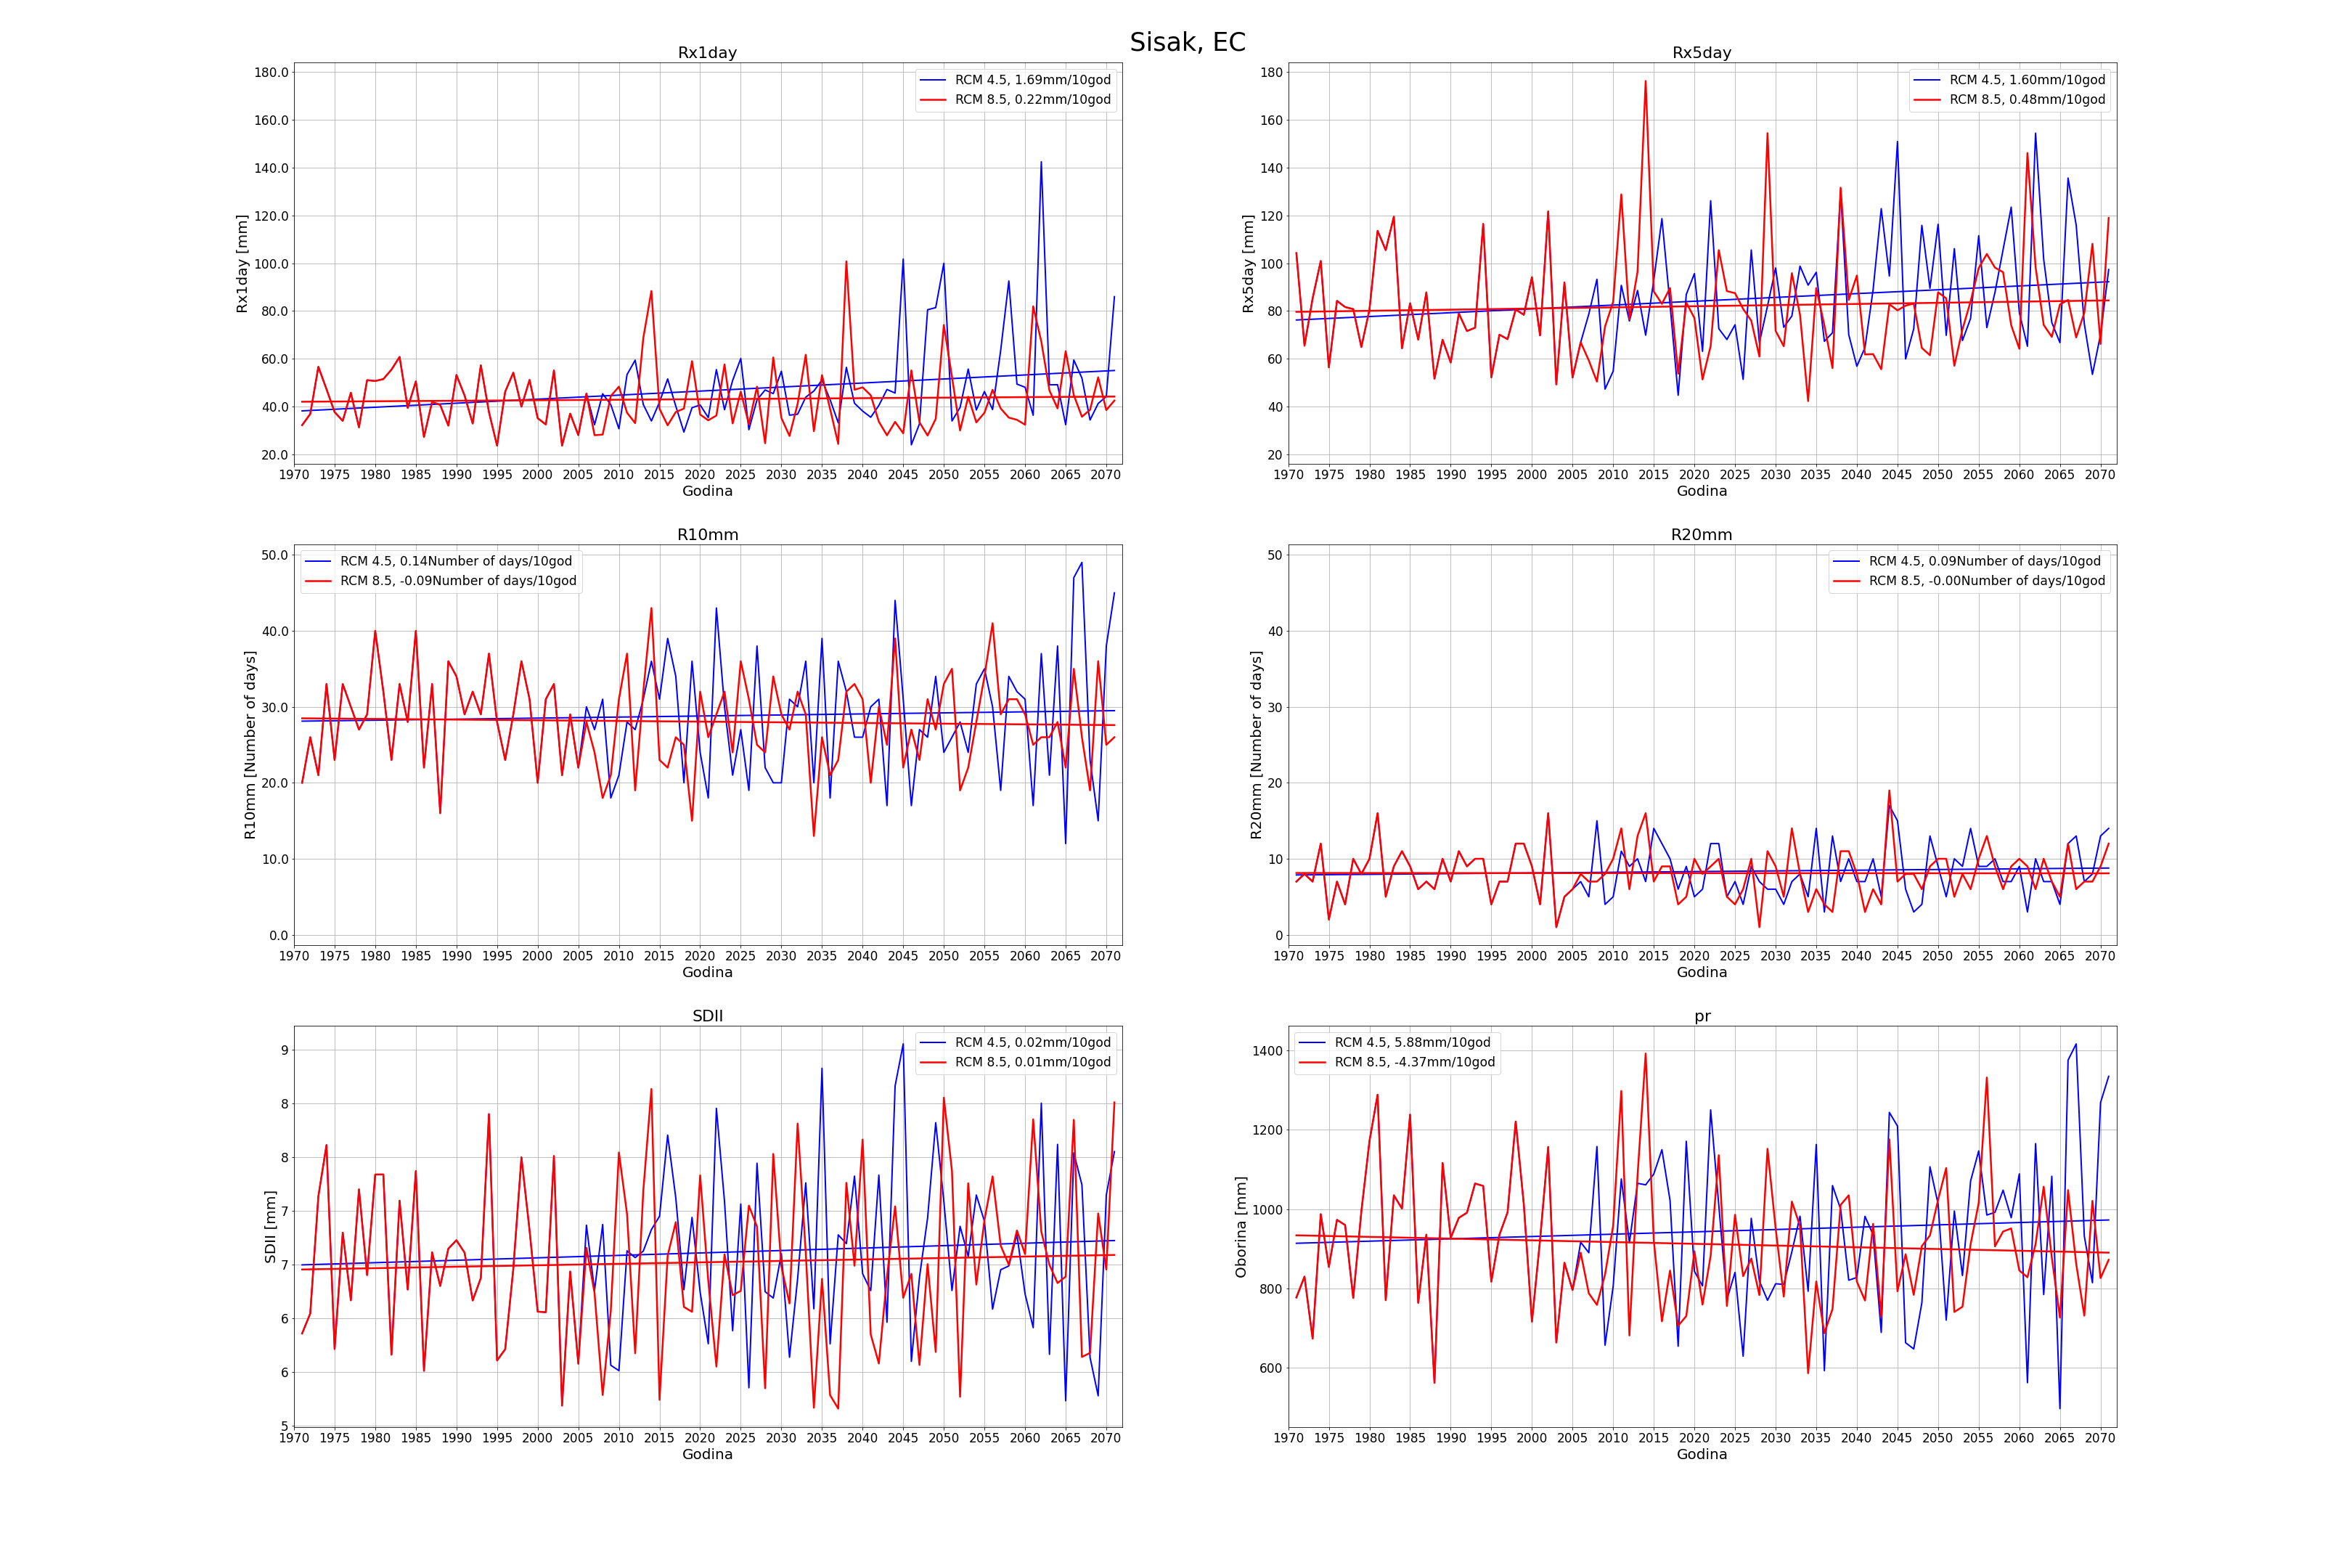 Sisak, EC
Rx1day
RCM 4.5, 1.69mm/10god
RCM 8.5, 0.22mm/10god
Rx1day [mm]
180.0
160.0
140.0
120.0
100.0
80.0
60.0
40.0
20.0
1970 1975 1980 1985 1990 1995 2000 2005 2010 2015 2020 2025 2030 2035 2040 2045 2050 2055 2060 2065 2070
Godina
Rx5day
RCM 4.5, 1.60mm/10god
RCM 8.5, 0.48mm/10god
Rx5day [mm]
180
160
140
120
100
80
60
40
20
1970 1975 1980 1985 1990 1995 2000 2005 2010 2015 2020 2025 2030 2035 2040 2045 2050 2055 2060 2065 2070
Godina
R10mm
RCM 4.5, 0.14Number of days/10god
RCM 8.5, -0.09Number of days/10god
R10mm [Number of days]
50.0
40.0
30.0
20.0
10.0
0.0
1970 1975 1980 1985 1990 1995 2000 2005 2010 2015 2020 2025 2030 2035 2040 2045 2050 2055 2060 2065 2070
Godina
R20mm
RCM 4.5, 0.09Number of days/10god
RCM 8.5, -0.00Number of days/10god
R20mm [Number of days]
50
40
30
20
10
0
1970 1975 1980 1985 1990 1995 2000 2005 2010 2015 2020 2025 2030 2035 2040 2045 2050 2055 2060 2065 2070
Godina
SDII
RCM 4.5, 0.02mm/10god
RCM 8.5, 0.01mm/10god
SDII [mm]
9
8
8
7
7
6
6
5
1970 1975 1980 1985 1990 1995 2000 2005 2010 2015 2020 2025 2030 2035 2040 2045 2050 2055 2060 2065 2070
Godina
pr
RCM 4.5, 5.88mm/10god
RCM 8.5, -4.37mm/10god
Oborina [mm]
1400
1200
1000
800
600
1970 1975 1980 1985 1990 1995 2000 2005 2010 2015 2020 2025 2030 2035 2040 2045 2050 2055 2060 2065 2070
Godina